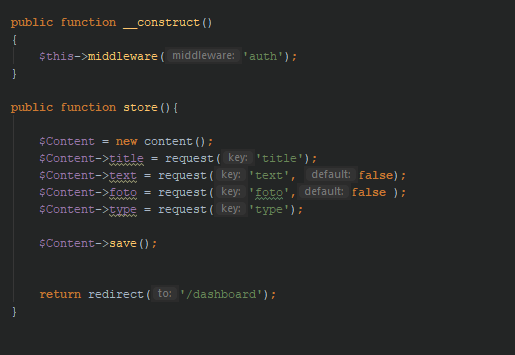 public function __construct()
{
$this->middleware( middleware: 'auth');
}
public function store(){
$Content = new content();
$Content->title = request( key: 'title');
$Content->text = request( key: 'text', default: false);
$Content->foto = request( key: 'foto', default: false );
$Content->type = request( key: 'type');
$Content->save();
return redirect( to: '/dashboard');
}